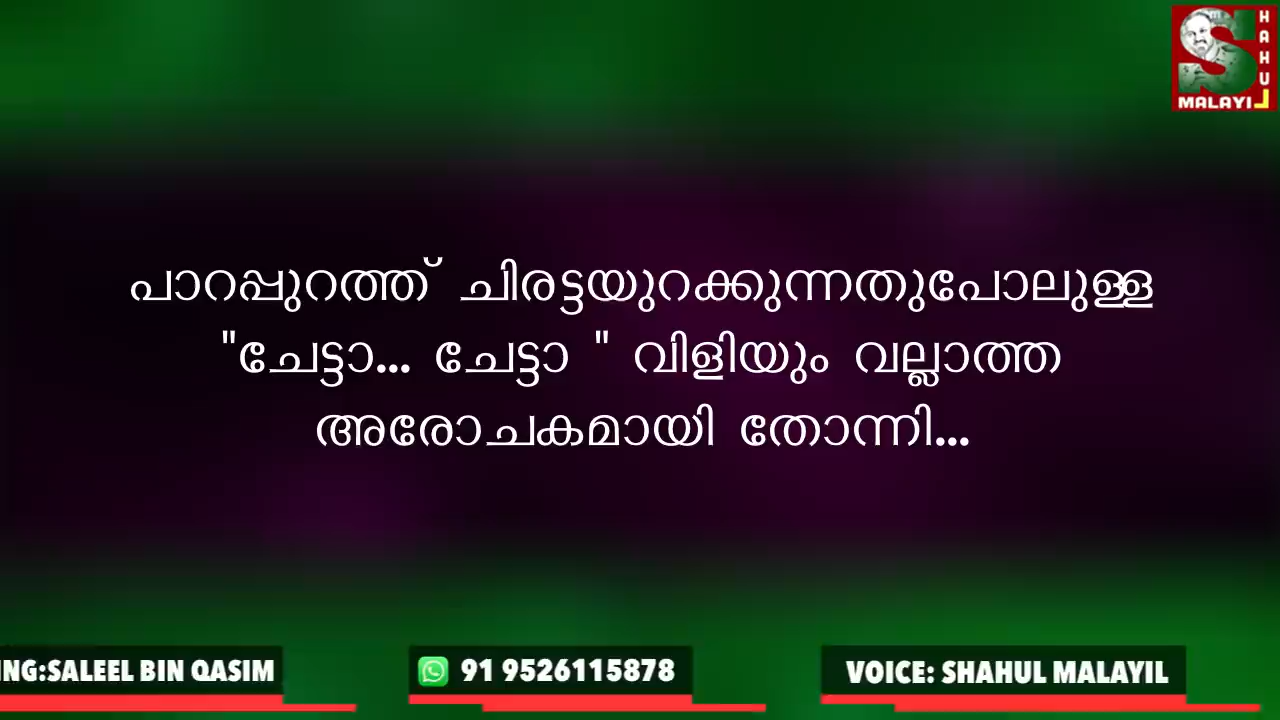 S
HAHUL
MALAYIL
പാറപ്പുറത്ത് ചിരട്ടയുറക്കുന്നതുപോലുള്ള
"ചേട്ടാ... ചേട്ടാ " വിളിയും വല്ലാത്ത
അരോചകമായി തോന്നി...
NG:SALEEL BIN QASIM
91 9526115878
VOICE: SHAHUL MALAYIL